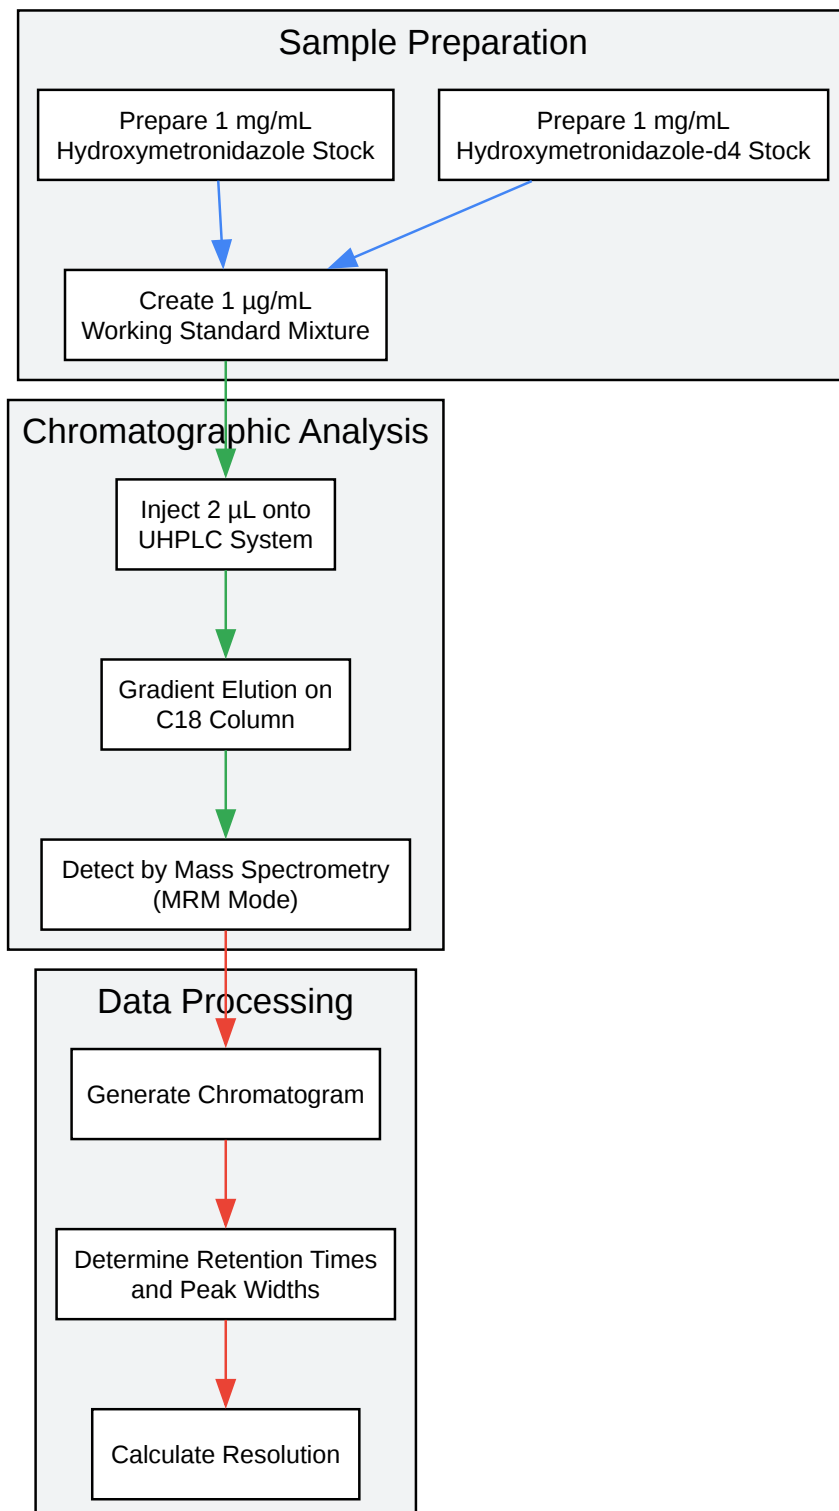 Sample Preparation
Prepare 1 mg/mL
Hydroxymetronidazole Stock
Prepare 1 mg/mL
Hydroxymetronidazole-d4 Stock
Create 1 µg/mL
Working Standard Mixture
Chromatographic Analysis
Inject 2 µL onto
UHPLC System
Gradient Elution on
C18 Column
Detect by Mass Spectrometry
(MRM Mode)
Data Processing
Generate Chromatogram
Determine Retention Times
and Peak Widths
Calculate Resolution